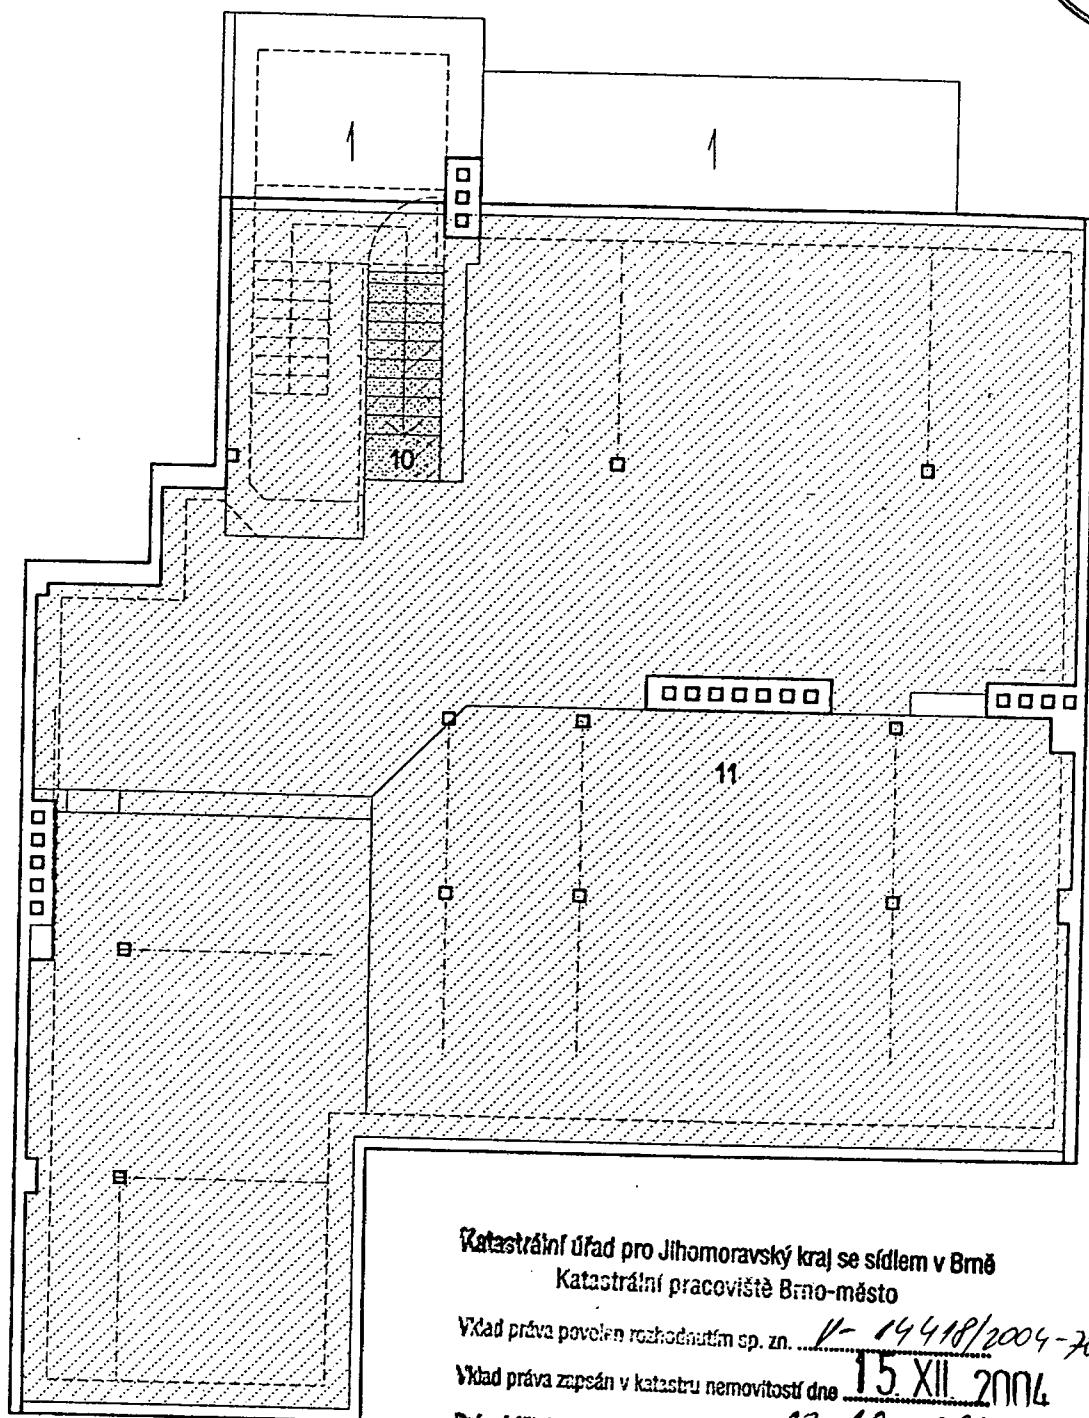 1
1
10
11
Katastrální úřad pro Jihomoravský kraj se sídlem v Brně
Katastrální pracoviště Brno-město
Vklad práva povolen rozhodnutím sp. zn. V- 14418/2004-70
Vklad práva zapsán v katastru nemovitostí dne 15. XII. 2004